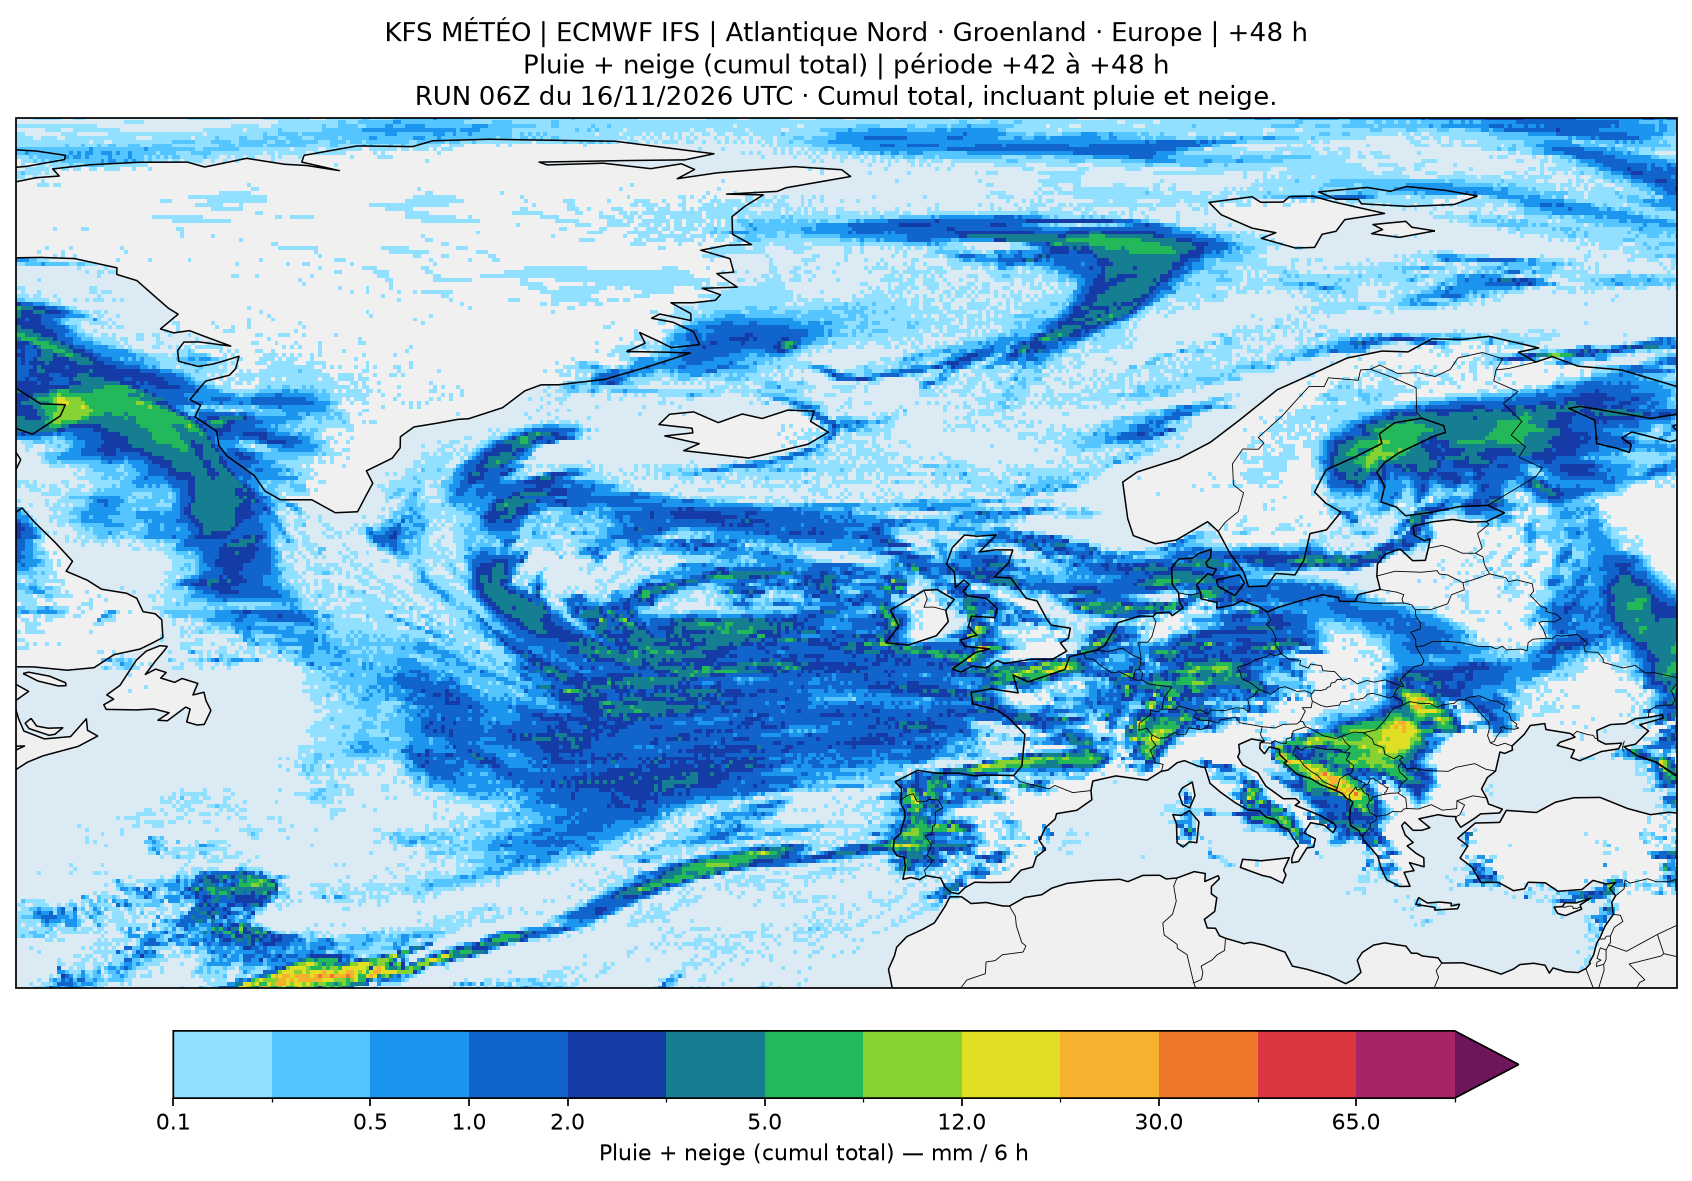 KFS MÉTÉO | ECMWF IFS | Atlantique Nord · Groenland · Europe | +48 h
Pluie + neige (cumul total) | période +42 à +48 h
RUN 06Z du 16/11/2026 UTC · Cumul total, incluant pluie et neige.
0.1 0.5 1.0 2.0 5.0 12.0 30.0 65.0
Pluie + neige (cumul total) — mm / 6 h